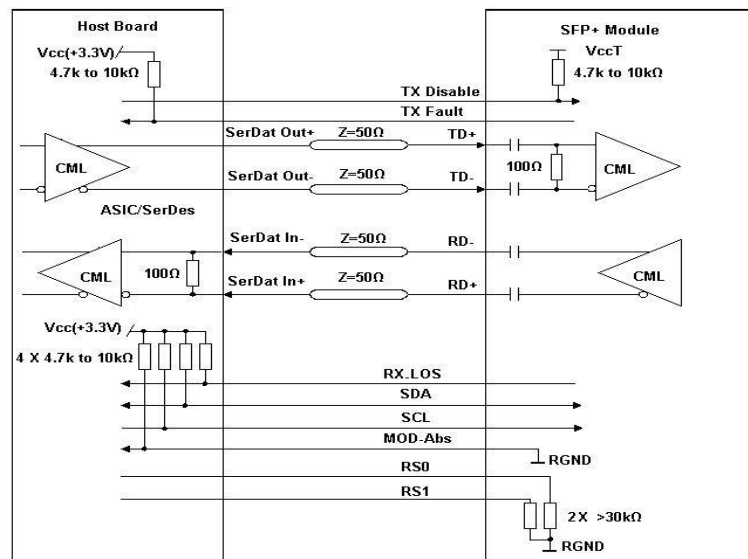 Host Board
SFP+ Module
Vcc(+3.3V)
4.7k to 10kΩ
VccT
4.7k to 10kΩ
TX Disable
TX Fault
SerDat Out+
Z=50Ω
TD+
CML
100Ω
CML
SerDat Out-
Z=50Ω
TD-
ASIC/SerDes
SerDat In-
Z=50Ω
RD-
CML
100Ω
CML
SerDat In+
Z=50Ω
RD+
Vcc(+3.3V)
4 X 4.7k to 10kΩ
RX_LOS
SDA
SCL
MOD-Abs
RGND
RS0
RS1
2X >30kΩ
RGND